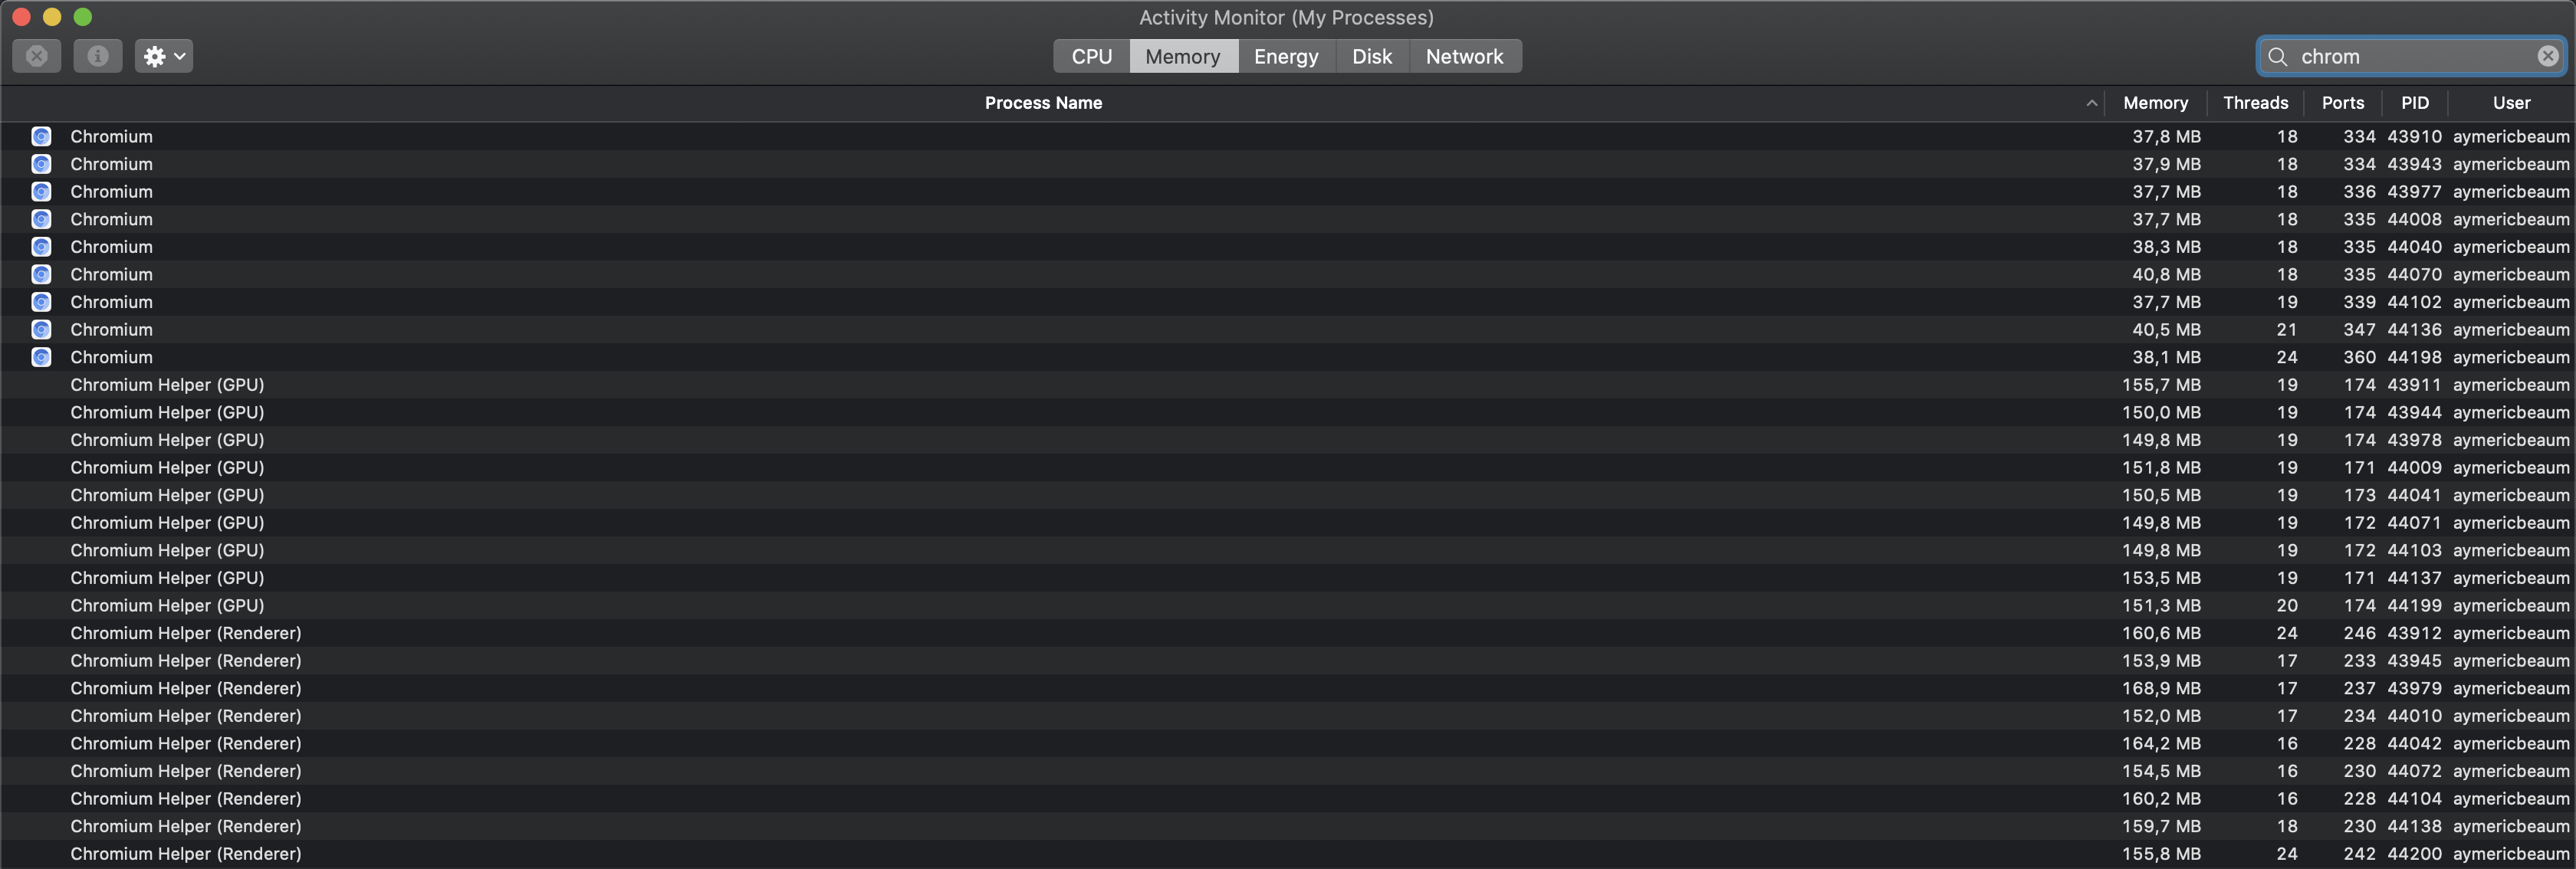 Activity Monitor (My Processes)
CPU Memory Energy Disk Network chrom
Process Name Memory Threads Ports PID User
Chromium 37,8 MB 18 334 43910 aymericbeaum
Chromium 37,9 MB 18 334 43943 aymericbeaum
Chromium 37,7 MB 18 336 43977 aymericbeaum
Chromium 37,7 MB 18 335 44008 aymericbeaum
Chromium 38,3 MB 18 335 44040 aymericbeaum
Chromium 40,8 MB 18 335 44070 aymericbeaum
Chromium 37,7 MB 19 339 44102 aymericbeaum
Chromium 40,5 MB 21 347 44136 aymericbeaum
Chromium 38,1 MB 24 360 44198 aymericbeaum
Chromium Helper (GPU) 155,7 MB 19 174 43911 aymericbeaum
Chromium Helper (GPU) 150,0 MB 19 174 43944 aymericbeaum
Chromium Helper (GPU) 149,8 MB 19 174 43978 aymericbeaum
Chromium Helper (GPU) 151,8 MB 19 171 44009 aymericbeaum
Chromium Helper (GPU) 150,5 MB 19 173 44041 aymericbeaum
Chromium Helper (GPU) 149,8 MB 19 172 44071 aymericbeaum
Chromium Helper (GPU) 149,8 MB 19 172 44103 aymericbeaum
Chromium Helper (GPU) 153,5 MB 19 171 44137 aymericbeaum
Chromium Helper (GPU) 151,3 MB 20 174 44199 aymericbeaum
Chromium Helper (Renderer) 160,6 MB 24 246 43912 aymericbeaum
Chromium Helper (Renderer) 153,9 MB 17 233 43945 aymericbeaum
Chromium Helper (Renderer) 168,9 MB 17 237 43979 aymericbeaum
Chromium Helper (Renderer) 152,0 MB 17 234 44010 aymericbeaum
Chromium Helper (Renderer) 164,2 MB 16 228 44042 aymericbeaum
Chromium Helper (Renderer) 154,5 MB 16 230 44072 aymericbeaum
Chromium Helper (Renderer) 160,2 MB 16 228 44104 aymericbeaum
Chromium Helper (Renderer) 159,7 MB 18 230 44138 aymericbeaum
Chromium Helper (Renderer) 155,8 MB 24 242 44200 aymericbeaum